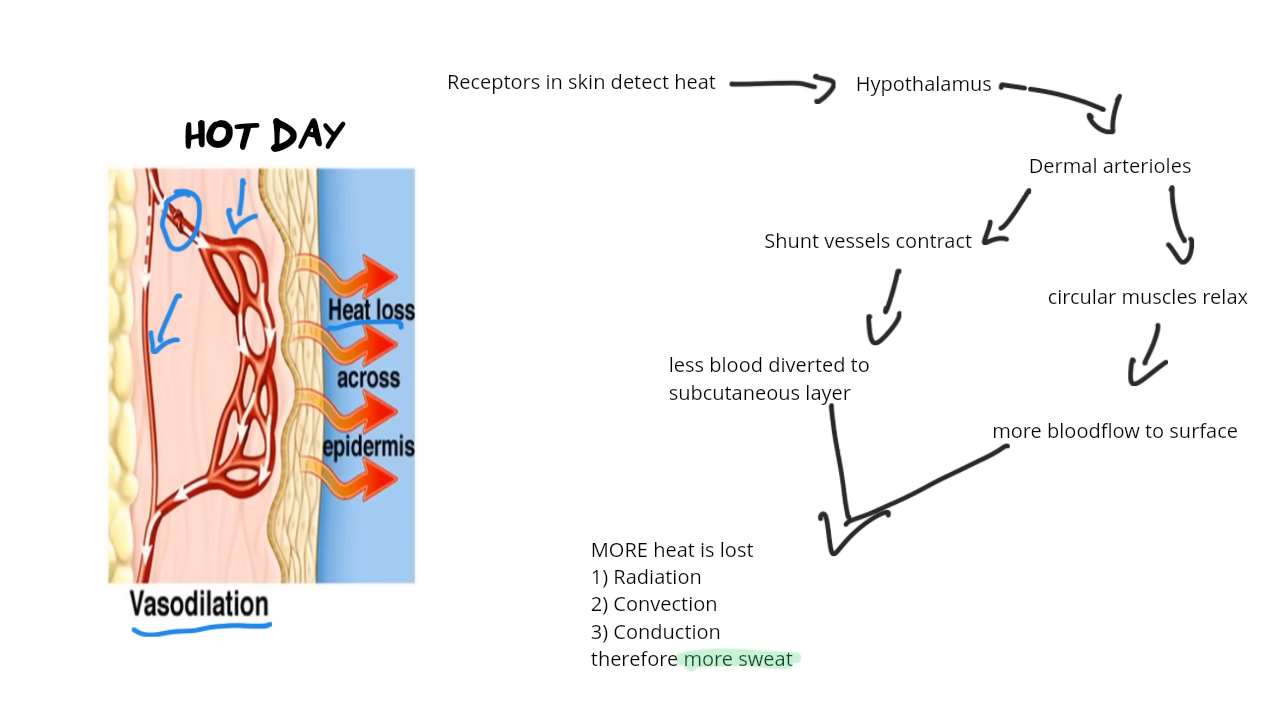 Receptors in skin detect heat
Hypothalamus
HOT DAY
Dermal arterioles
Shunt vessels contract
circular muscles relax
Heat loss
across
epidermis
less blood diverted to
subcutaneous layer
more bloodflow to surface
MORE heat is lost
1) Radiation
2) Convection
3) Conduction
therefore more sweat
Vasodilation